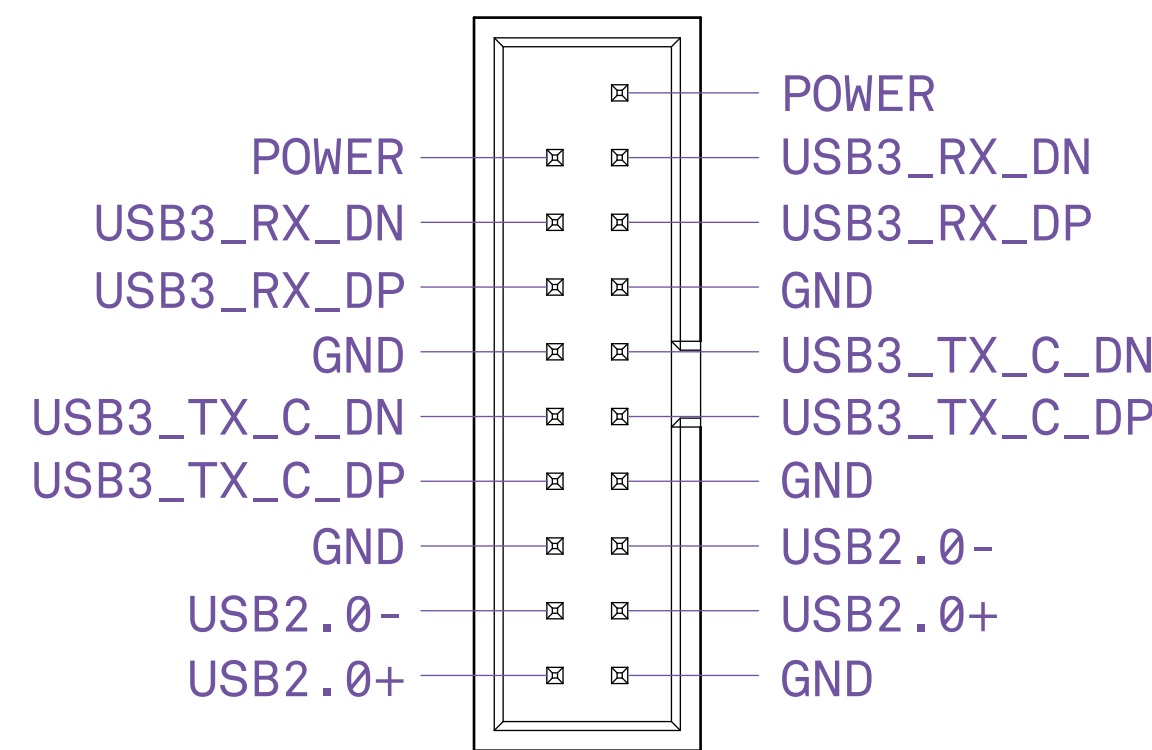 POWER
POWER USB3_RX_DN
USB3_RX_DN USB3_RX_DP
USB3_RX_DP GND
GND USB3_TX_C_DN
USB3_TX_C_DN USB3_TX_C_DP
USB3_TX_C_DP GND
GND USB2.0-
USB2.0- USB2.0+
USB2.0+ GND